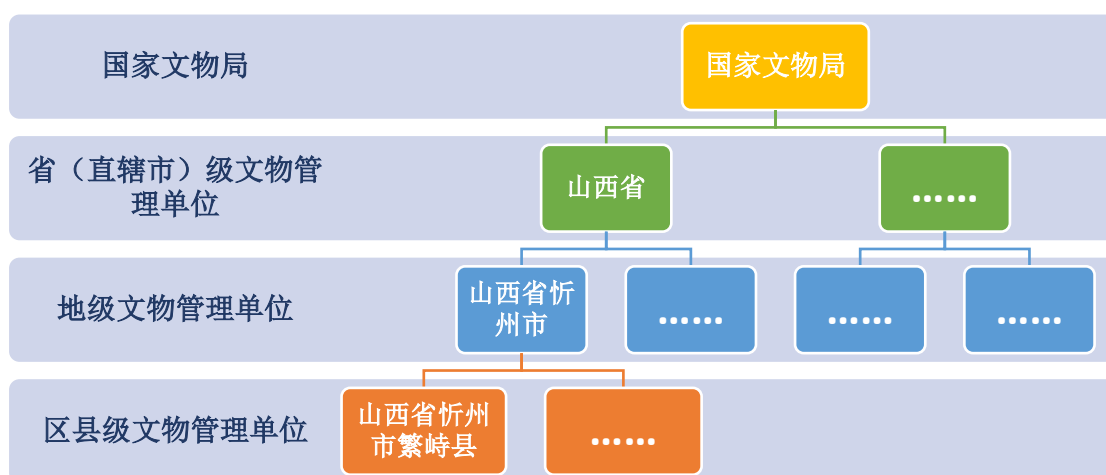 国家文物局
国家文物局
省（直辖市）级文物管
理单位
山西省
……
地级文物管理单位
山西省忻
州市
……
……
……
区县级文物管理单位
山西省忻州
市繁峙县
……